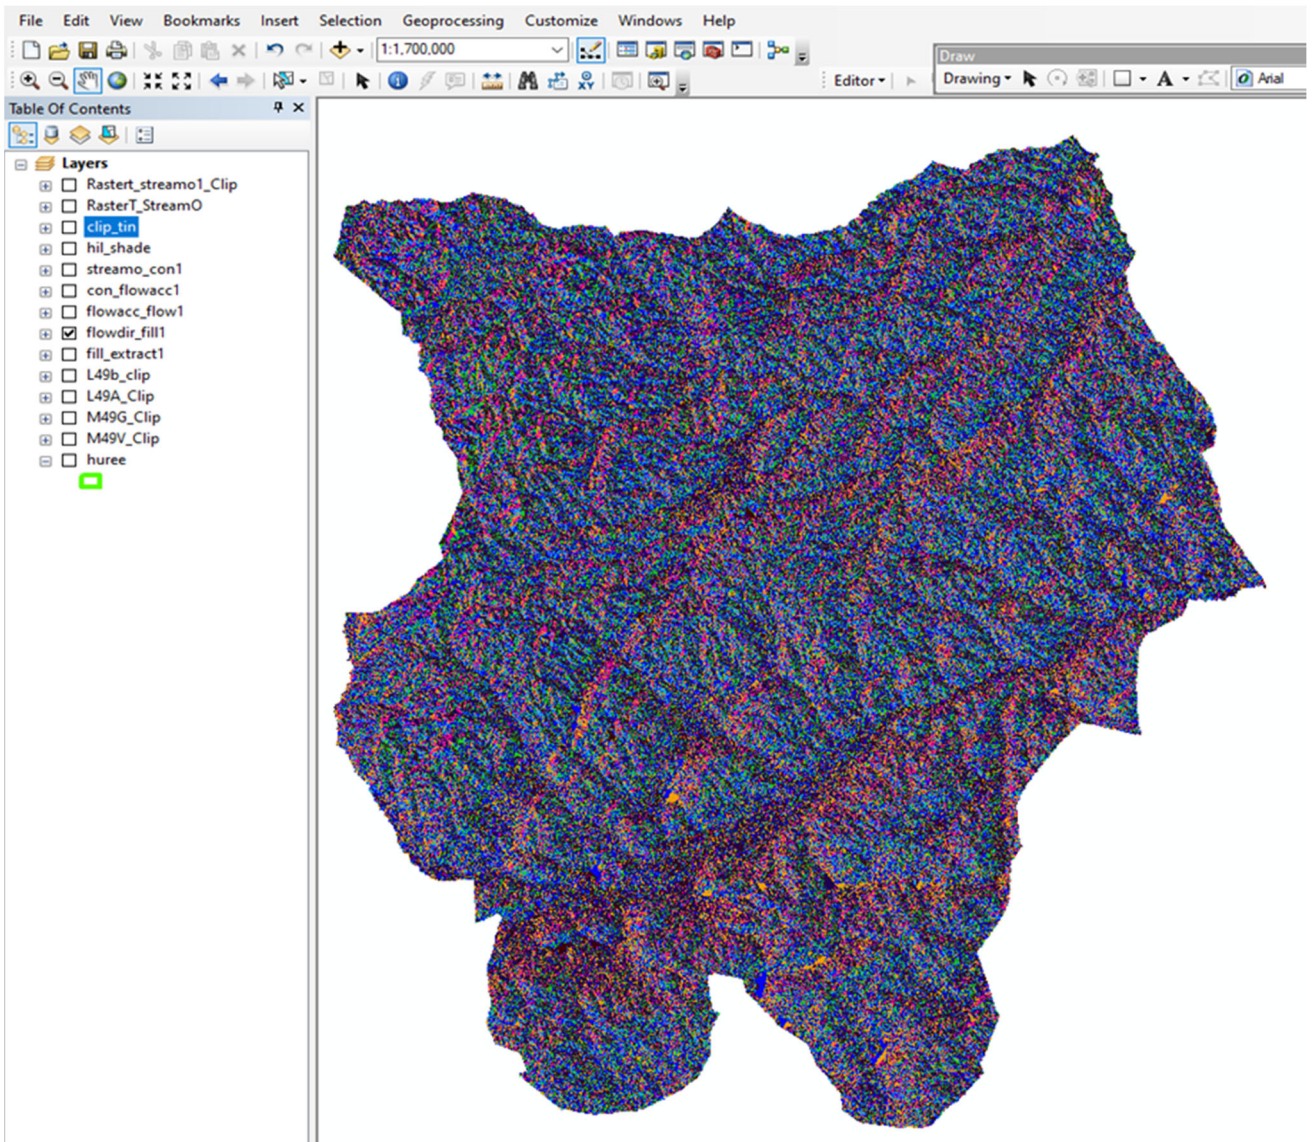 File Edit View Bookmarks Insert Selection Geoprocessing Customize Windows Help
1:1,700,000
Draw
Editor
Drawing
A
Arial
Table Of Contents
Layers
Rastert_streamo1_Clip
RasterT_StreamO
clip_tin
hil_shade
streamo_con1
con_flowacc1
flowacc_flow1
flowdir_fill1
fill_extract1
L49b_clip
L49A_Clip
M49G_Clip
M49V_Clip
huree